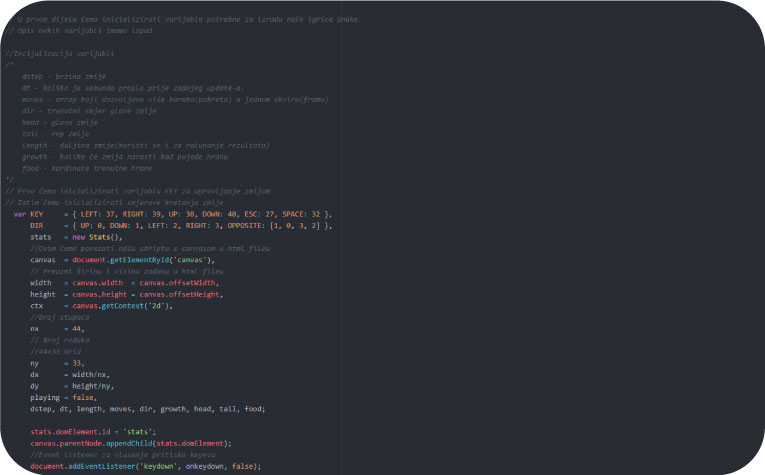 U prvom dijelu ćemo inicializirati varijable potrebne za izradu naše igrice Snake.
// Opis nekih varijabli imamo ispod
//Incijalizacija varijabli
/*
dstep - brzina zmije
dt - koliko je sekunda proslo prije zadnjeg update-a.
moves - array koji dozvoljava više koraka(pokreta) u jednom okviru(framu)
dir - trenutni smjer glave zmije
head - glava zmije
tail - rep zmije
length - duljina zmije(koristi se i za računanje rezultata)
growth - koliko će zmija narasti kad pojede hranu
food - kordinate trenutne hrane
*/
// Prvo ćemo inicializirati varijablu KEY za upravljanje zmijom
// Zatim ćemo inicializirati smjerove kretanja zmije
var KEY = { LEFT: 37, RIGHT: 39, UP: 38, DOWN: 40, ESC: 27, SPACE: 32 },
DIR = { UP: 0, DOWN: 1, LEFT: 2, RIGHT: 3, OPPOSITE: [1, 0, 3, 2] },
stats = new Stats(),
//Ovim ćemo povezati našu skriptu s canvasom u html fileu
canvas = document.getElementById('canvas'),
// Preuzmi širinu i visinu zadanu u html fileu
width = canvas.width = canvas.offsetWidth,
height = canvas.height = canvas.offsetHeight,
ctx = canvas.getContext('2d'),
//Broj stupaca
nx = 44,
// Broj redaka
//44x33 Grid
ny = 33,
dx = width/nx,
dy = height/ny,
playing = false,
dstep, dt, length, moves, dir, growth, head, tail, food;
stats.domElement.id = 'stats';
canvas.parentNode.appendChild(stats.domElement);
//Event Listener za slusanje pritiska keyeva
document.addEventListener('keydown', onkeydown, false);